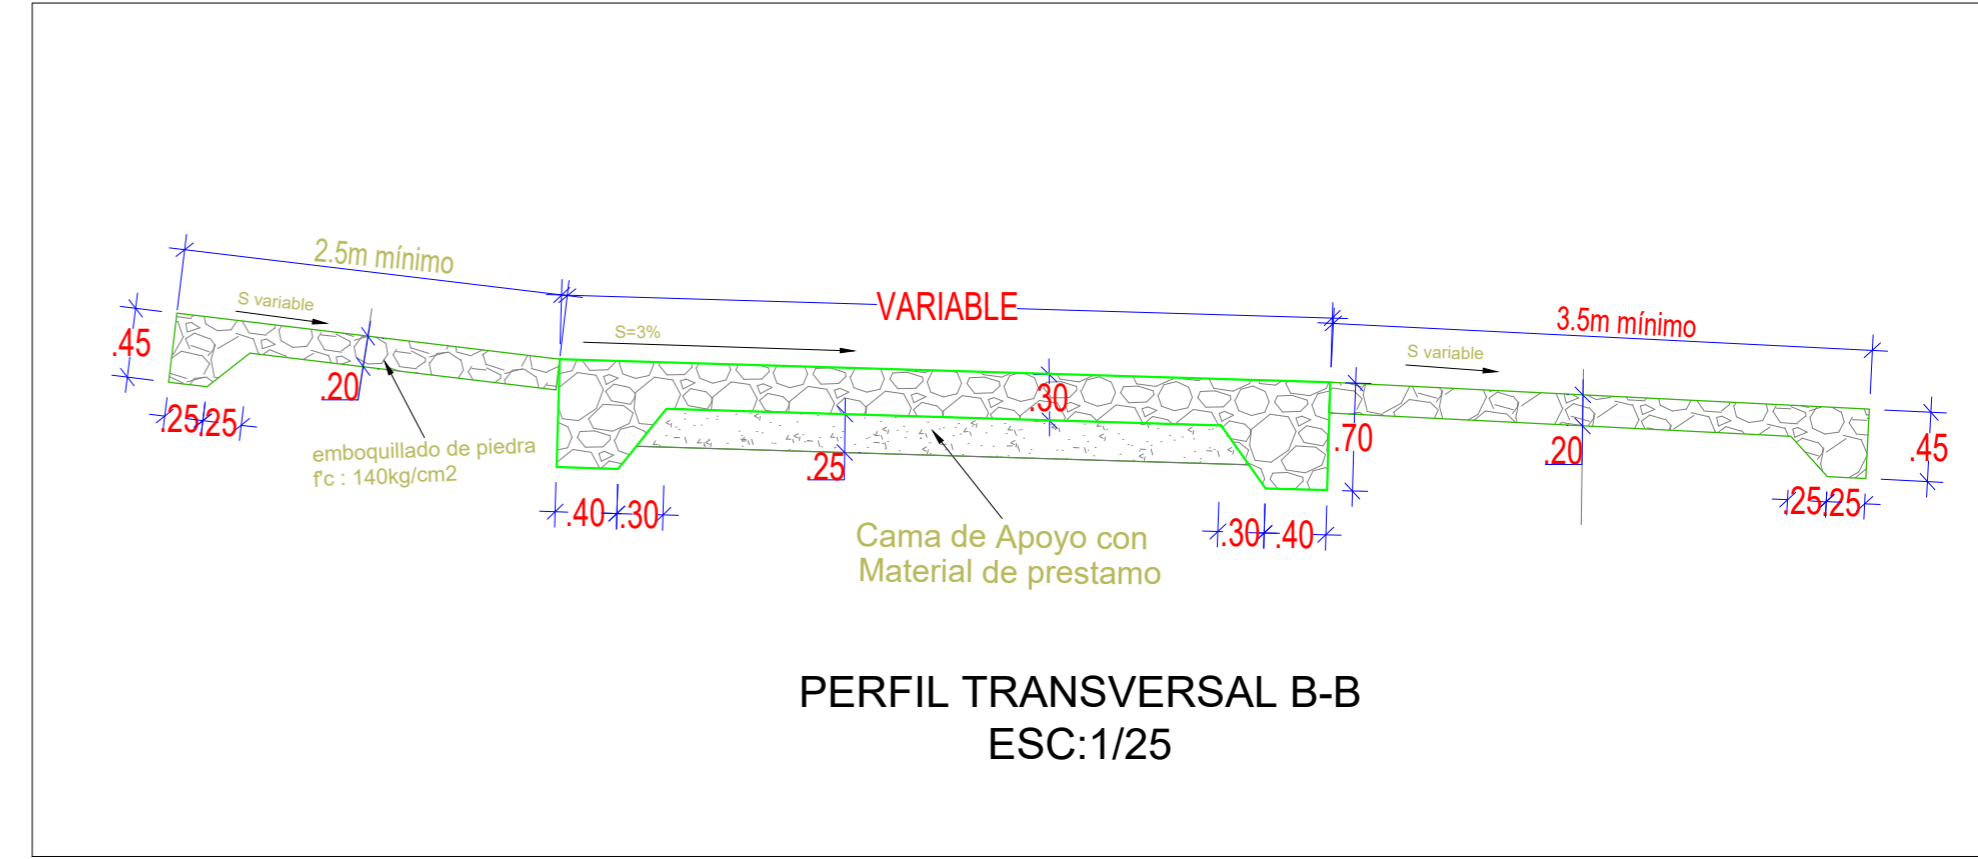 2.5m mínimo
VARIABLE
3.5m mínimo
S variable
S=3%
S variable
.45
.20
.30
.70
.20
.45
.25
.25
emboquillado de piedra
f'c : 140kg/cm2
.25
.40
.30
.30
.40
.25
.25
Cama de Apoyo con
Material de prestamo
PERFIL TRANSVERSAL B-B
ESC:1/25